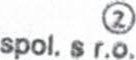 ②
spol. s r.o.